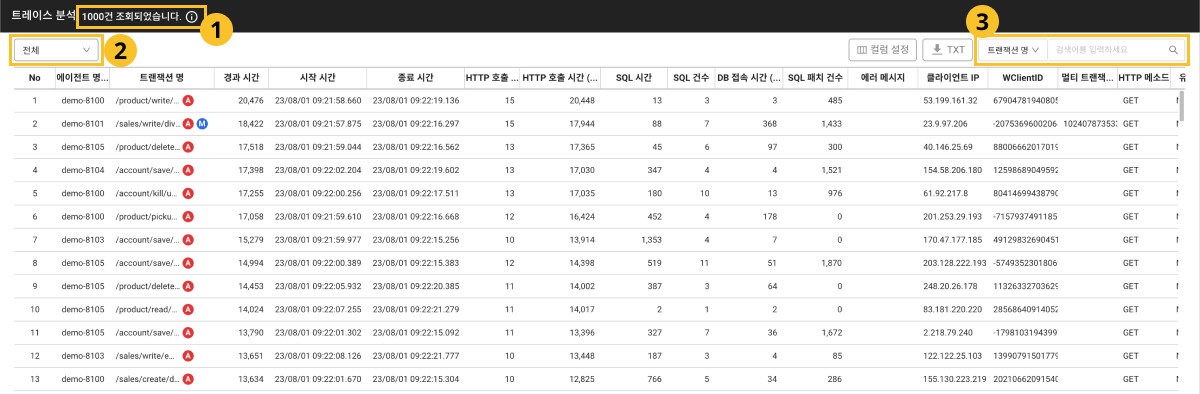 트레이스 분석 1000건 조회되었습니다.
1
2
3
전체
컬럼 설정 TXT 트랜잭션 명 검색어를 입력하세요
No 에이전트 명... 트랜잭션 명 경과 시간 시작 시간 종료 시간 HTTP 호출 ... HTTP 호출 시간 (... SQL 시간 SQL 건수 DB 접속 시간 (... SQL 패치 건수 에러 메시지 클라이언트 IP WClientID 멀티 트랜잭... HTTP 메소드 유
1 demo-8100 /product/write/... A 20,476 23/08/01 09:21:58.660 23/08/01 09:22:19.136 15 20,448 13 3 3 485 53.199.161.32 67904781940805 GET
2 demo-8101 /sales/write/div... A M 18,422 23/08/01 09:21:57.875 23/08/01 09:22:16.297 15 17,944 88 7 368 1,433 23.9.97.206 -2075369600206 102407873533 GET
3 demo-8105 /product/delete... A 17,518 23/08/01 09:21:59.044 23/08/01 09:22:16.562 13 17,365 45 6 97 300 40.146.25.69 88006662017019 GET
4 demo-8104 /account/save/... A 17,398 23/08/01 09:22:02.204 23/08/01 09:22:19.602 13 17,030 347 4 4 1,521 154.58.206.180 12598689049592 GET
5 demo-8100 /account/kill/u... A 17,255 23/08/01 09:22:00.256 23/08/01 09:22:17.511 13 17,035 180 10 13 976 61.92.217.8 80414699438790 GET
6 demo-8100 /product/picku... A 17,058 23/08/01 09:21:59.610 23/08/01 09:22:16.668 12 16,424 452 4 178 0 201.253.29.193 -7157937491185 GET
7 demo-8103 /account/save/... A 15,279 23/08/01 09:21:59.977 23/08/01 09:22:15.256 10 13,914 1,353 4 7 0 170.47.177.185 49129832690451 GET
8 demo-8105 /account/save/... A 14,994 23/08/01 09:22:00.389 23/08/01 09:22:15.383 12 14,398 519 11 51 1,870 203.128.222.193 -5749352301806 GET
9 demo-8105 /product/delete... A 14,453 23/08/01 09:22:05.932 23/08/01 09:22:20.385 11 14,002 387 3 64 0 248.20.26.178 11326332703629 GET
10 demo-8105 /product/read/... A 14,024 23/08/01 09:22:07.255 23/08/01 09:22:21.279 11 14,017 2 1 2 0 83.181.220.220 28568640914052 GET
11 demo-8105 /account/save/... A 13,790 23/08/01 09:22:01.302 23/08/01 09:22:15.092 11 13,396 327 7 36 1,672 2.218.79.240 -1798103194399 GET
12 demo-8103 /sales/write/e... A 13,651 23/08/01 09:22:08.126 23/08/01 09:22:21.777 10 13,448 187 3 4 85 122.122.25.103 13990791501779 GET
13 demo-8100 /sales/create/d... A 13,634 23/08/01 09:22:01.670 23/08/01 09:22:15.304 10 12,825 766 5 34 286 155.130.223.219 20210662091540 GET